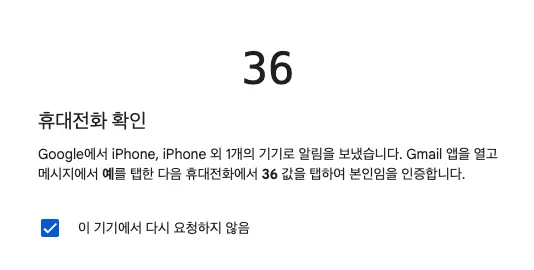 36
휴대전화 확인
Google에서 iPhone, iPhone 외 1개의 기기로 알림을 보냈습니다. Gmail 앱을 열고
메시지에서 예를 탭한 다음 휴대전화에서 36 값을 탭하여 본인임을 인증합니다.
이 기기에서 다시 요청하지 않음